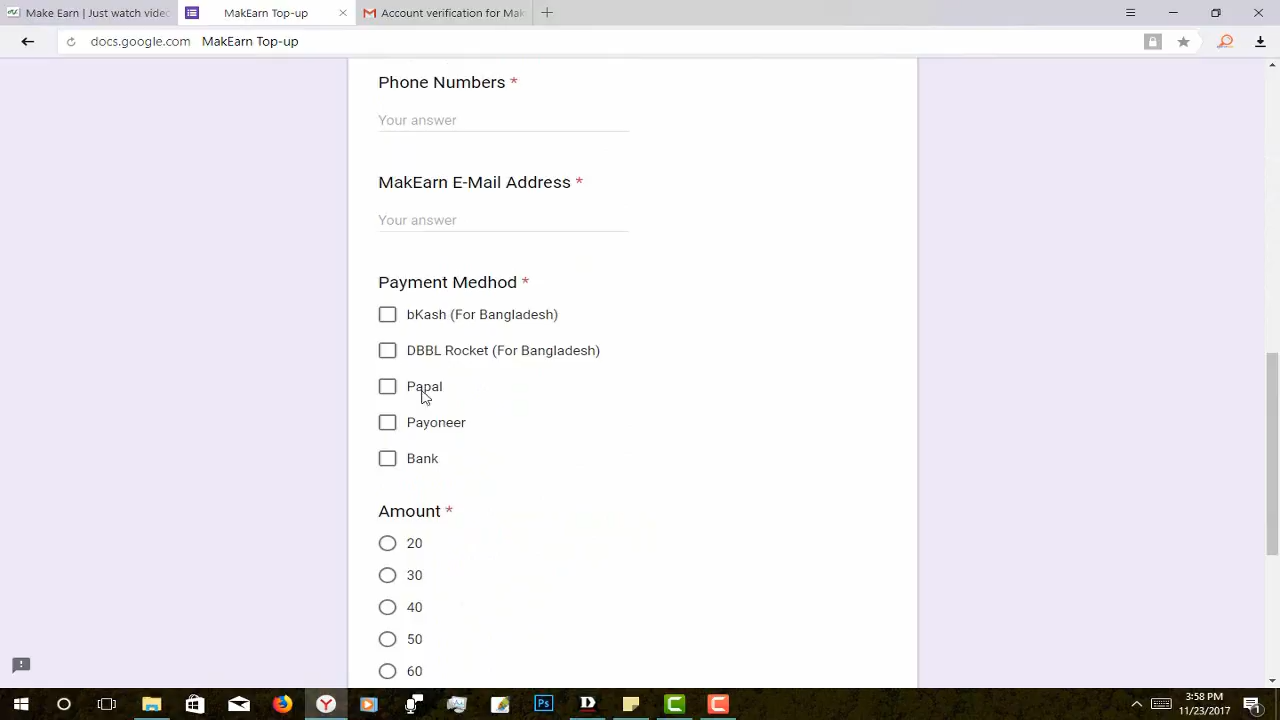 Make Earn | Just watch video
MakEarn Top-up
Account verification for Mak
docs.google.com MakEarn Top-up
Phone Numbers *
Your answer
MakEarn E-Mail Address *
Your answer
Payment Medhod *
bKash (For Bangladesh)
DBBL Rocket (For Bangladesh)
Papal
Payoneer
Bank
Amount *
20
30
40
50
60
3:58 PM
11/23/2017